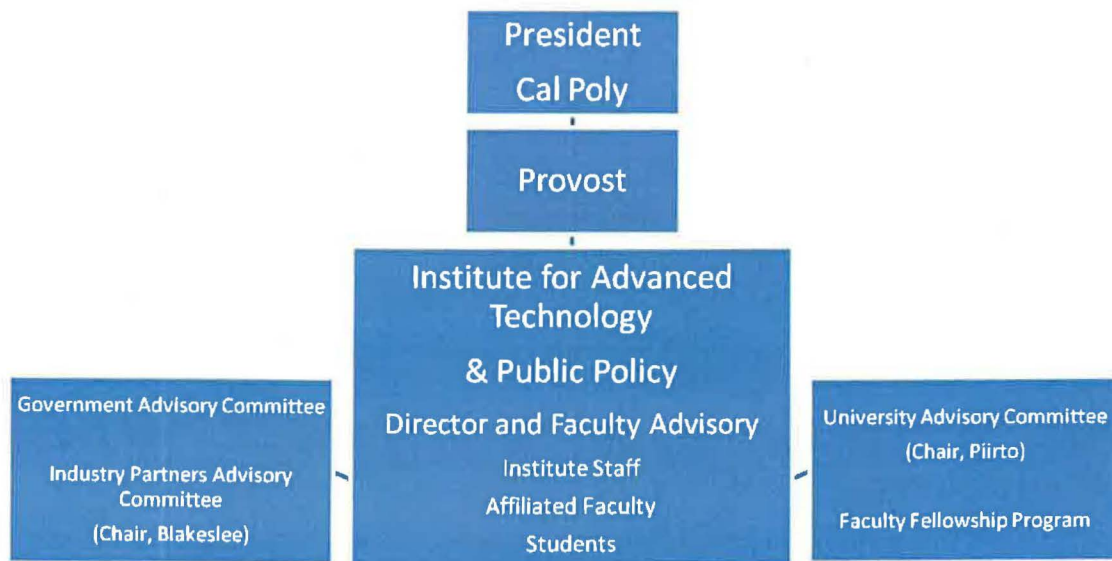 President
Cal Poly
Provost
Institute for Advanced
Technology
& Public Policy
Director and Faculty Advisory
Institute Staff
Affiliated Faculty
Students
Government Advisory Committee
Industry Partners Advisory
Committee
(Chair, Blakeslee)
University Advisory Committee
(Chair, Piirto)
Faculty Fellowship Program